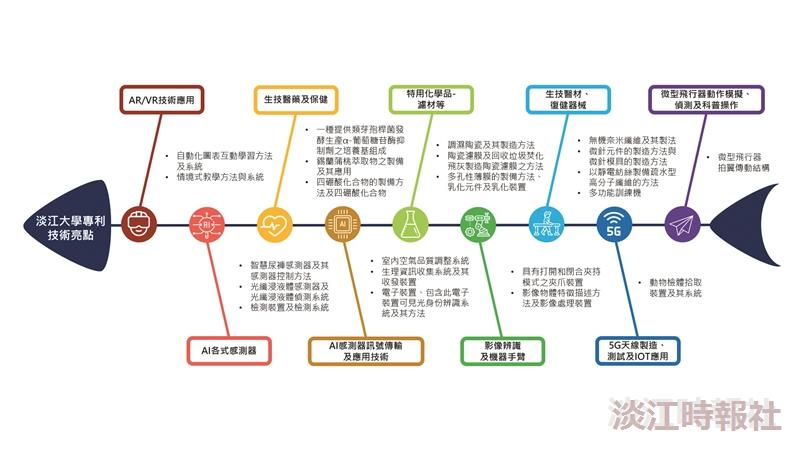 淡江大學專利
技術亮點
AR/VR技術應用
自動化圖表互動學習方法
及系統
情境式教學方法與系統
AI
AI各式感測器
智慧尿褲感測器及其
感測器控制方法
光纖浸液體感測器及
光纖浸液體偵測系統
檢測裝置及檢測系統
生技醫藥及保健
一種提供類芽孢桿菌發
酵生產α-葡萄糖苷酶抑
制劑之培養基組成
錫蘭蒲桃萃取物之製備
及其應用
四硼酸化合物的製備方
法及四硼酸化合物
AI
AI感測器訊號傳輸
及應用技術
室內空氣品質調整系統
生理資訊收集系統及其
收發裝置
電子裝置、包含此電子
裝置可見光身份辨識系
統及其方法
特用化學品-
濾材等
調濕陶瓷及其製造方法
陶瓷濾膜及回收垃圾焚化
飛灰製造陶瓷濾膜之方法
多孔性薄膜的製備方法、
乳化元件及乳化裝置
影像辨識
及機器手臂
具有打開和閉合夾持
模式之夾爪裝置
影像物體特徵描述方
法及影像處理裝置
生技醫材、
復健器械
無機奈米纖維及其製法
微針元件的製造方法與
微針模具的製造方法
以靜電紡絲製備疏水型
高分子纖維的方法
多功能訓練機
5G
5G天線製造、
測試及IOT應用
動物檢體拾取
裝置及其系統
微型飛行器動作模擬、
偵測及科普操作
微型飛行器
拍翼傳動結構
淡江時報社